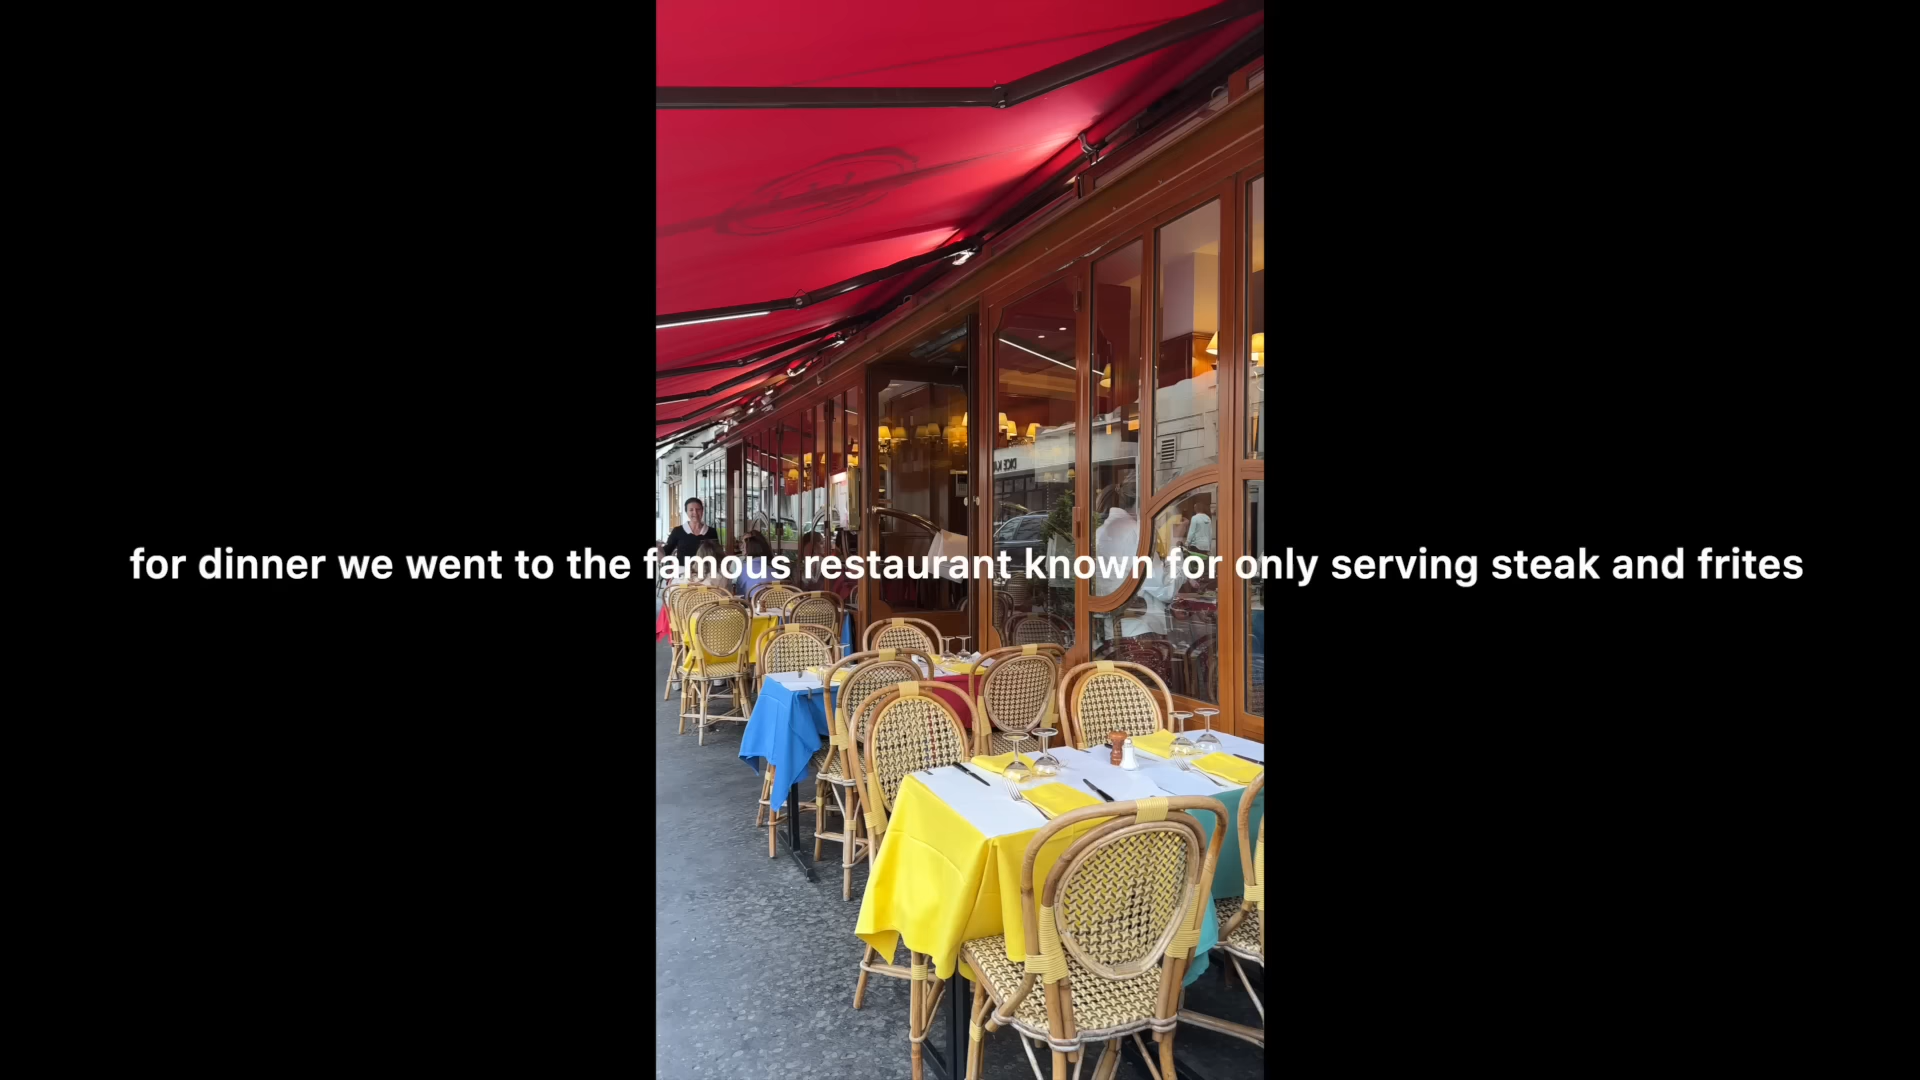 for dinner we went to the famous restaurant known for only serving steak and frites